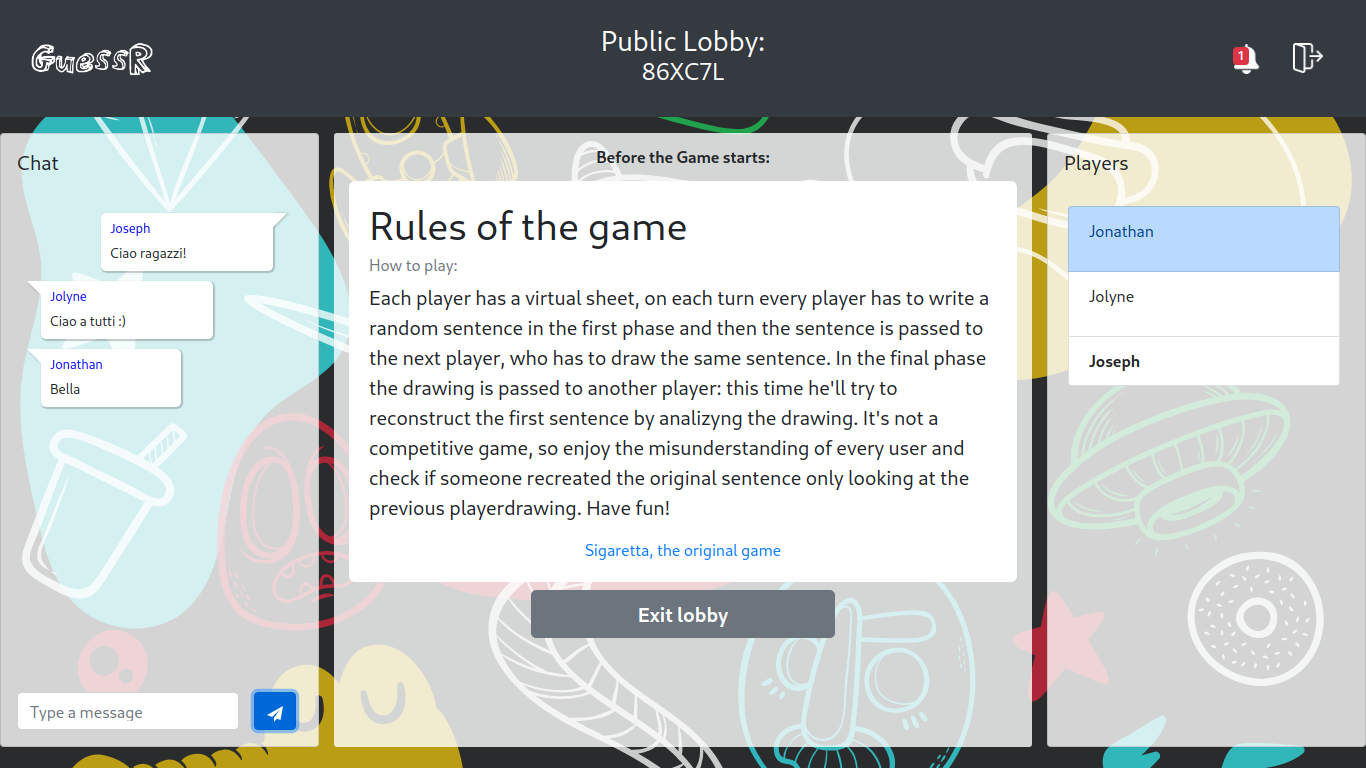 GuessR
Public Lobby:
86XC7L
1
Chat
Joseph
Ciao ragazzi!
Jolyne
Ciao a tutti :)
Jonathan
Bella
Type a message
Before the Game starts:
Rules of the game
How to play:
Each player has a virtual sheet, on each turn every player has to write a
random sentence in the first phase and then the sentence is passed to
the next player, who has to draw the same sentence. In the final phase
the drawing is passed to another player: this time he'll try to
reconstruct the first sentence by analizyng the drawing. It's not a
competitive game, so enjoy the misunderstanding of every user and
check if someone recreated the original sentence only looking at the
previous playerdrawing. Have fun!
Sigaretta, the original game
Exit lobby
Players
Jonathan
Jolyne
Joseph